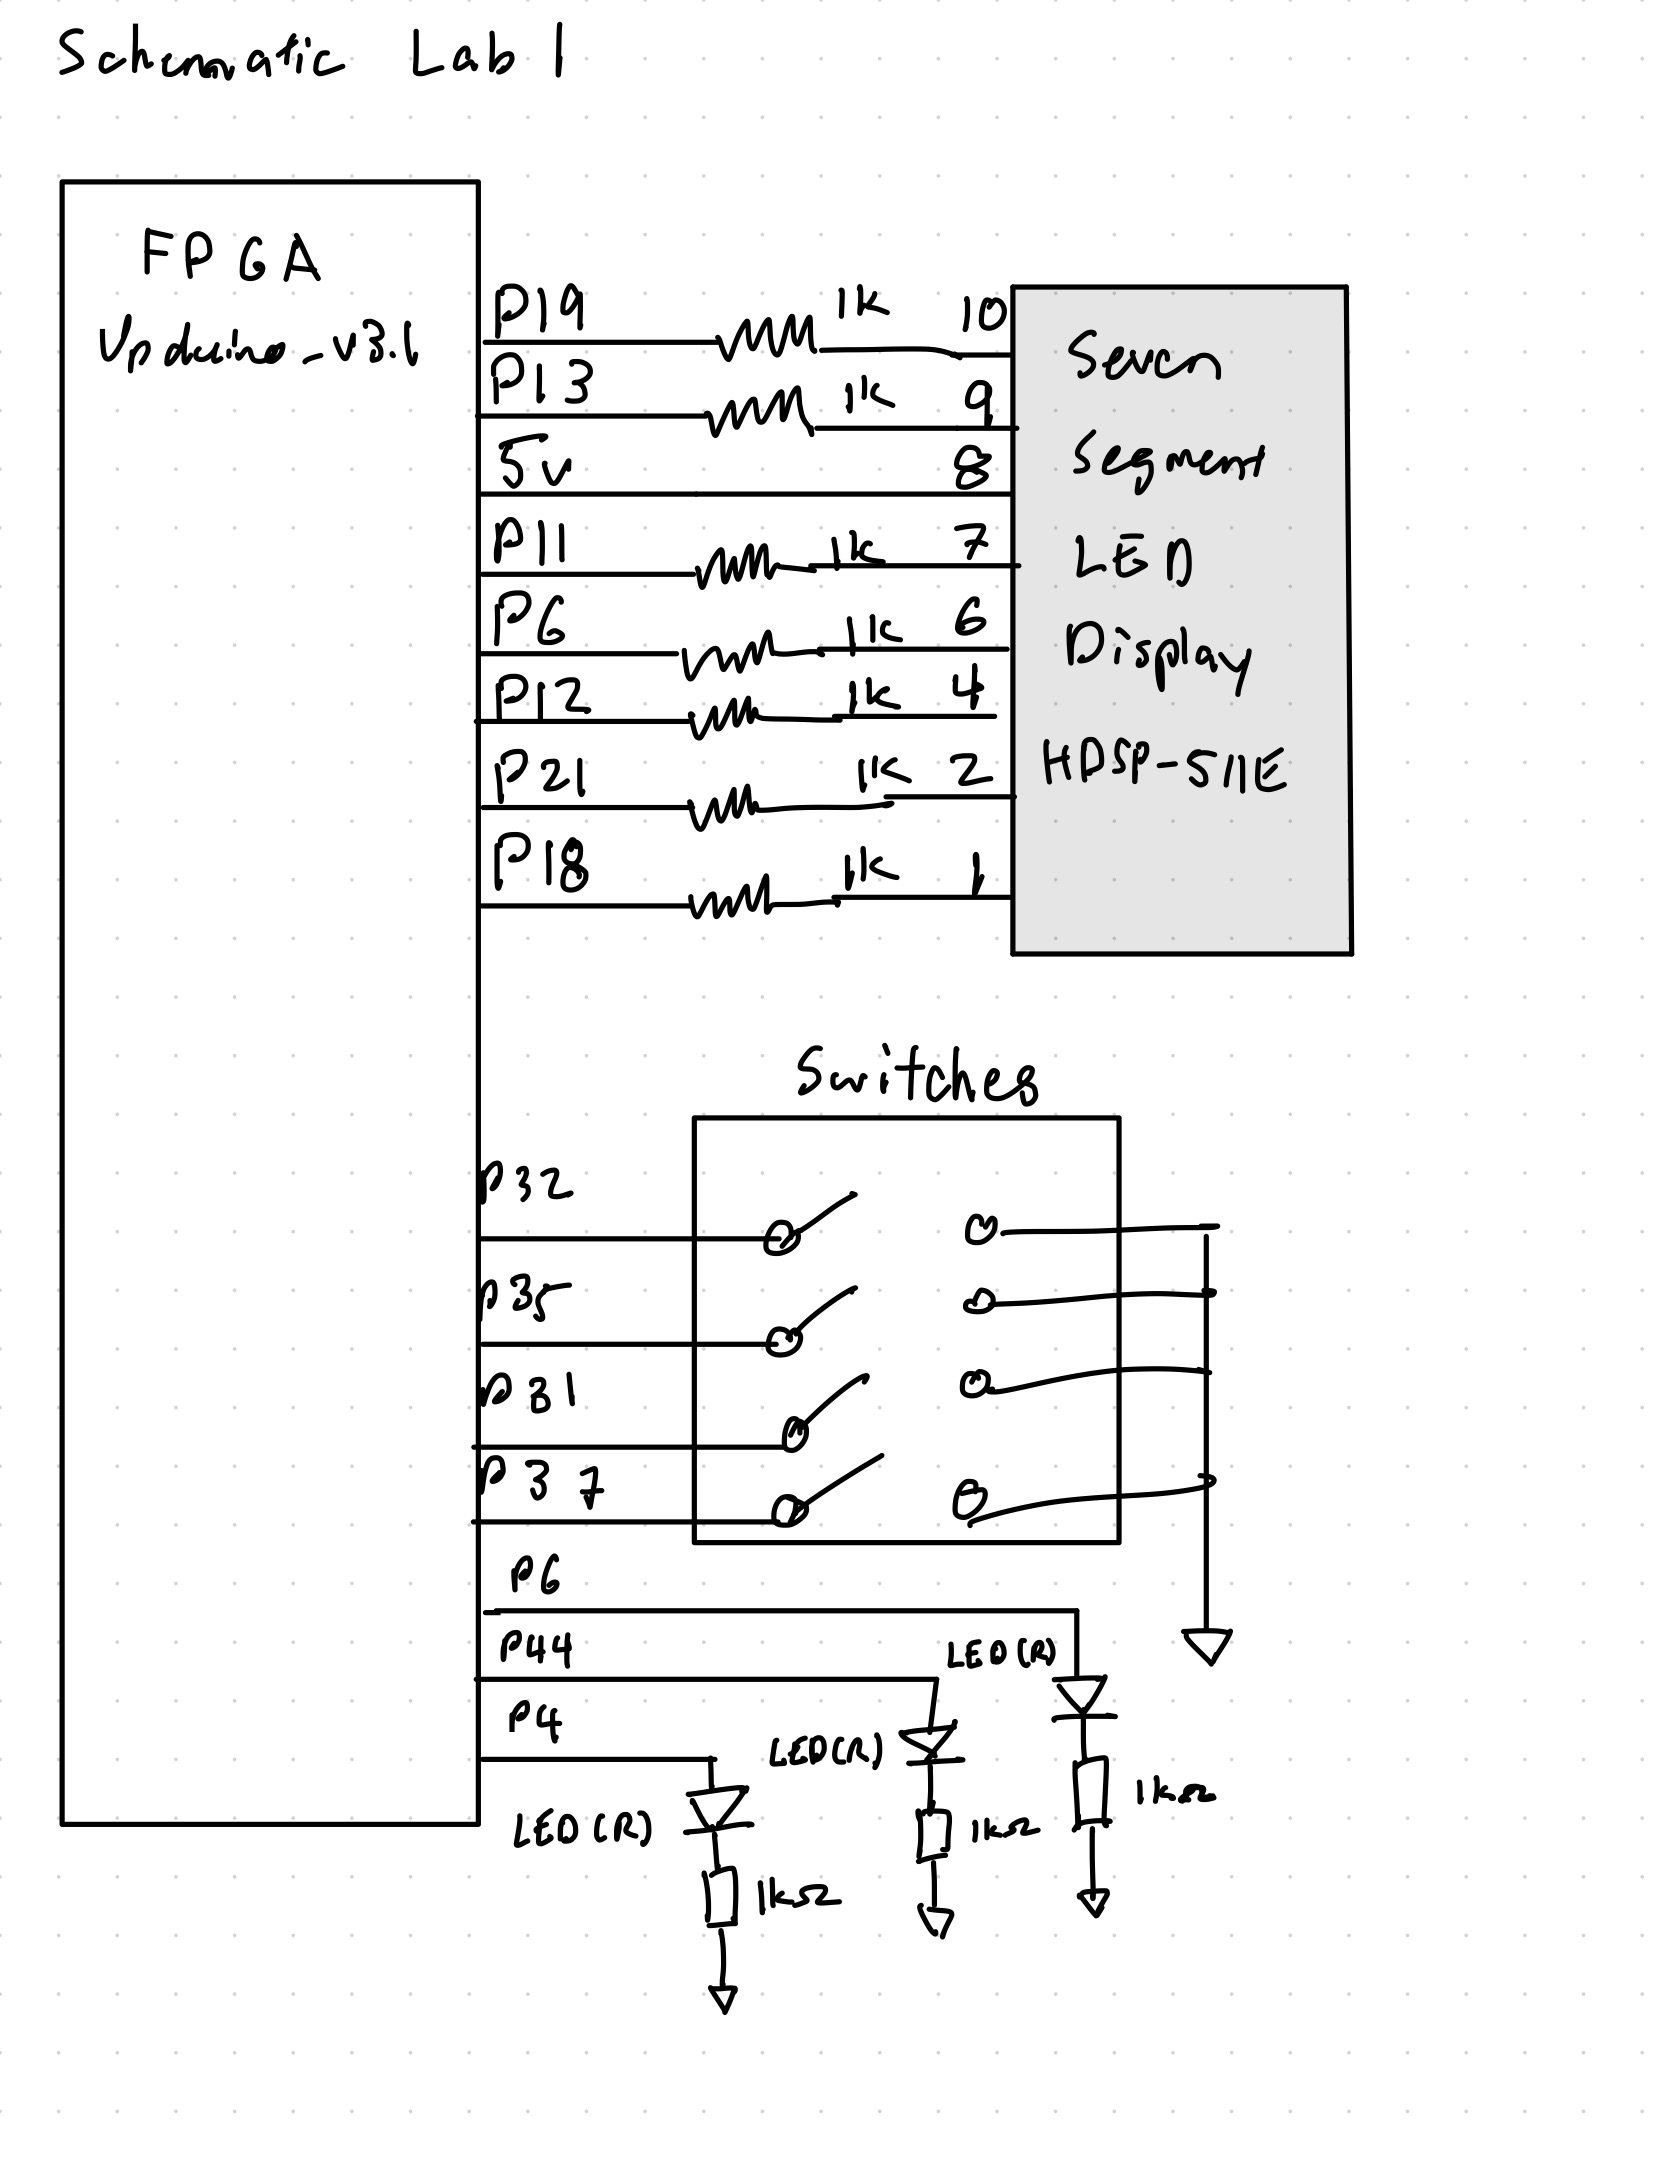 Schematic Lab 1
FPGA
Upduino_v3.1
P19 1k 10
P13 1k 9
5v 8
P11 1k 7
P6 1k 6
P12 1k 4
P21 1k 2
P18 1k 1
Seven
Segment
LED
Display
HDSP-511E
Switches
P32
P35
P31
P37
P6
P44
P4
LED (R)
1kΩ
LED (R)
1kΩ
LED (R)
1kΩ